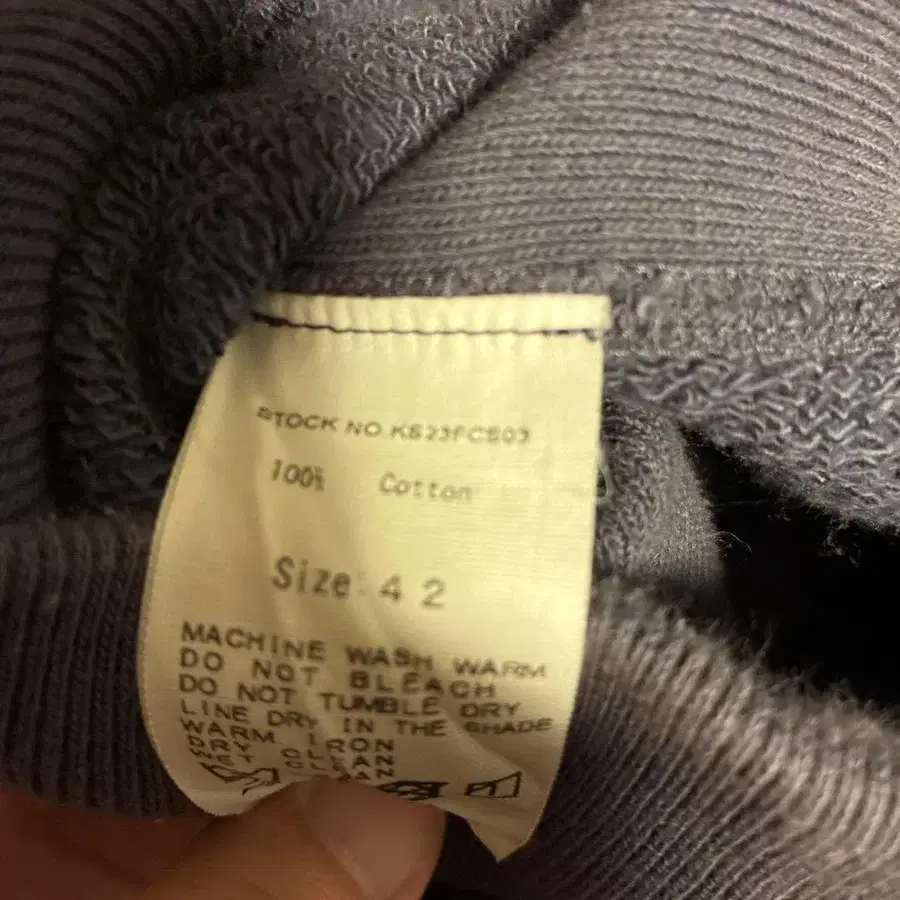 STOCK NO.KS23FCS03
100% Cotton
Size:42
MACHINE WASH WARM
DO NOT BLEACH
DO NOT TUMBLE DRY
LINE DRY IN THE SHADE
WARM IRON
DRY CLEAN
WET CLEAN